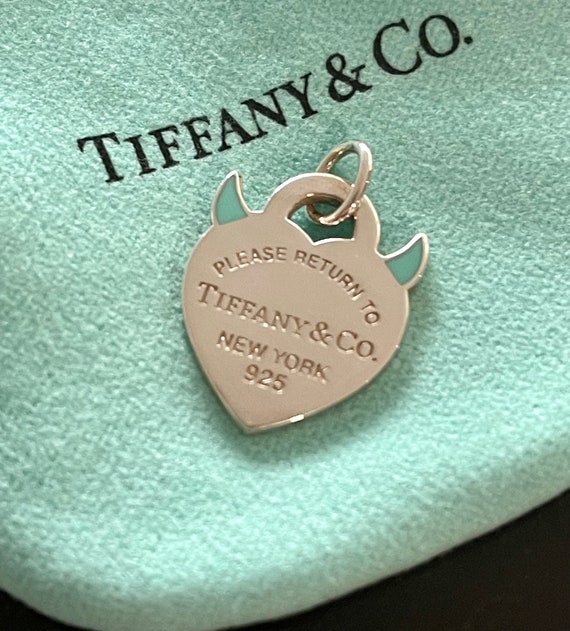 TIFFANY & CO.
PLEASE RETURN TO
TIFFANY & CO.
NEW YORK
925